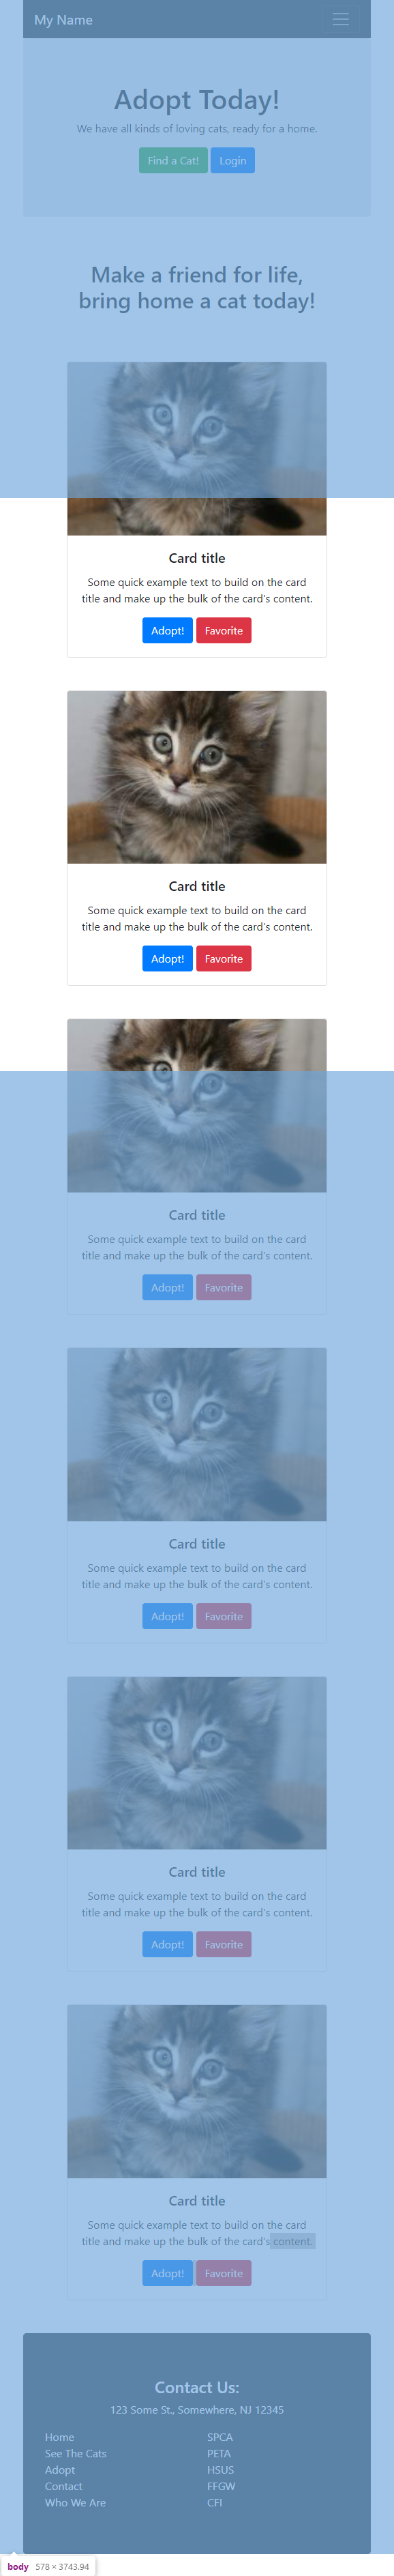 My Name
Adopt Today!
We have all kinds of loving cats, ready for a home.
Find a Cat! Login
Make a friend for life,
bring home a cat today!
Card title
Some quick example text to build on the card
title and make up the bulk of the card's content.
Adopt! Favorite
Card title
Some quick example text to build on the card
title and make up the bulk of the card's content.
Adopt! Favorite
Card title
Some quick example text to build on the card
title and make up the bulk of the card's content.
Adopt! Favorite
Card title
Some quick example text to build on the card
title and make up the bulk of the card's content.
Adopt! Favorite
Card title
Some quick example text to build on the card
title and make up the bulk of the card's content.
Adopt! Favorite
Card title
Some quick example text to build on the card
title and make up the bulk of the card's content.
Adopt! Favorite
Contact Us:
123 Some St., Somewhere, NJ 12345
Home
See The Cats
Adopt
Contact
Who We Are
SPCA
PETA
HSUS
FFGW
CFI
body 578 × 3743.94